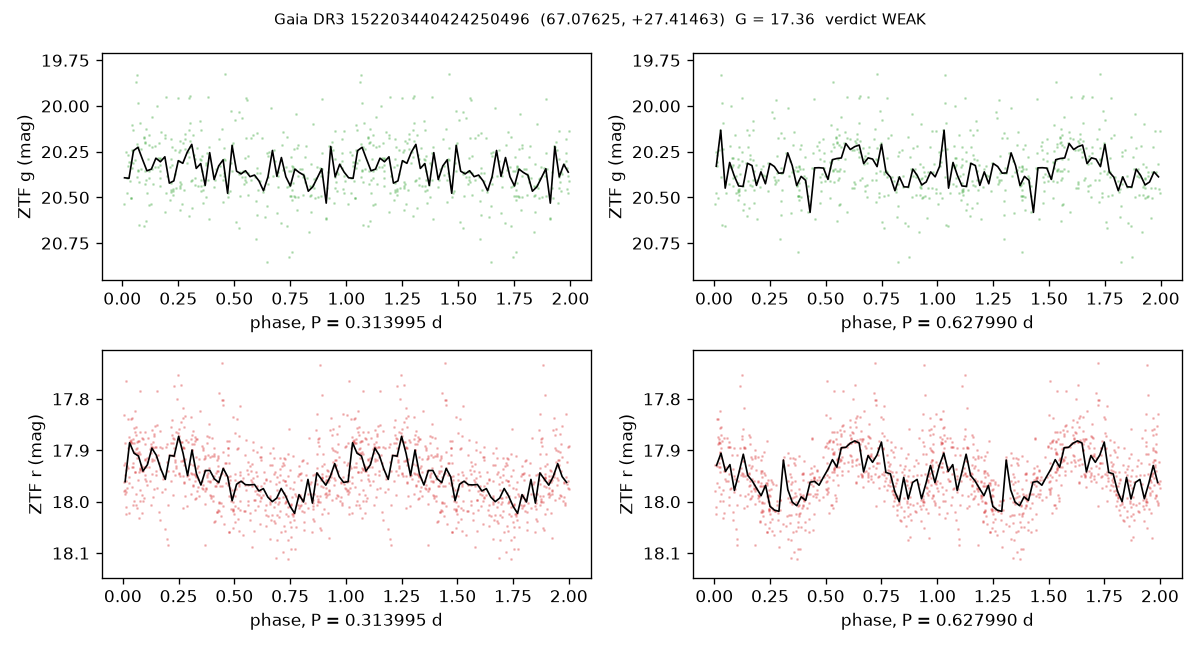 Gaia DR3 152203440424250496  (67.07625, +27.41463)  G = 17.36  verdict WEAK
19.75
20.00
20.25
20.50
20.75
ZTF g (mag)
0.00 0.25 0.50 0.75 1.00 1.25 1.50 1.75 2.00
phase, P = 0.313995 d
19.75
20.00
20.25
20.50
20.75
ZTF g (mag)
0.00 0.25 0.50 0.75 1.00 1.25 1.50 1.75 2.00
phase, P = 0.627990 d
17.8
17.9
18.0
18.1
ZTF r (mag)
0.00 0.25 0.50 0.75 1.00 1.25 1.50 1.75 2.00
phase, P = 0.313995 d
17.8
17.9
18.0
18.1
ZTF r (mag)
0.00 0.25 0.50 0.75 1.00 1.25 1.50 1.75 2.00
phase, P = 0.627990 d